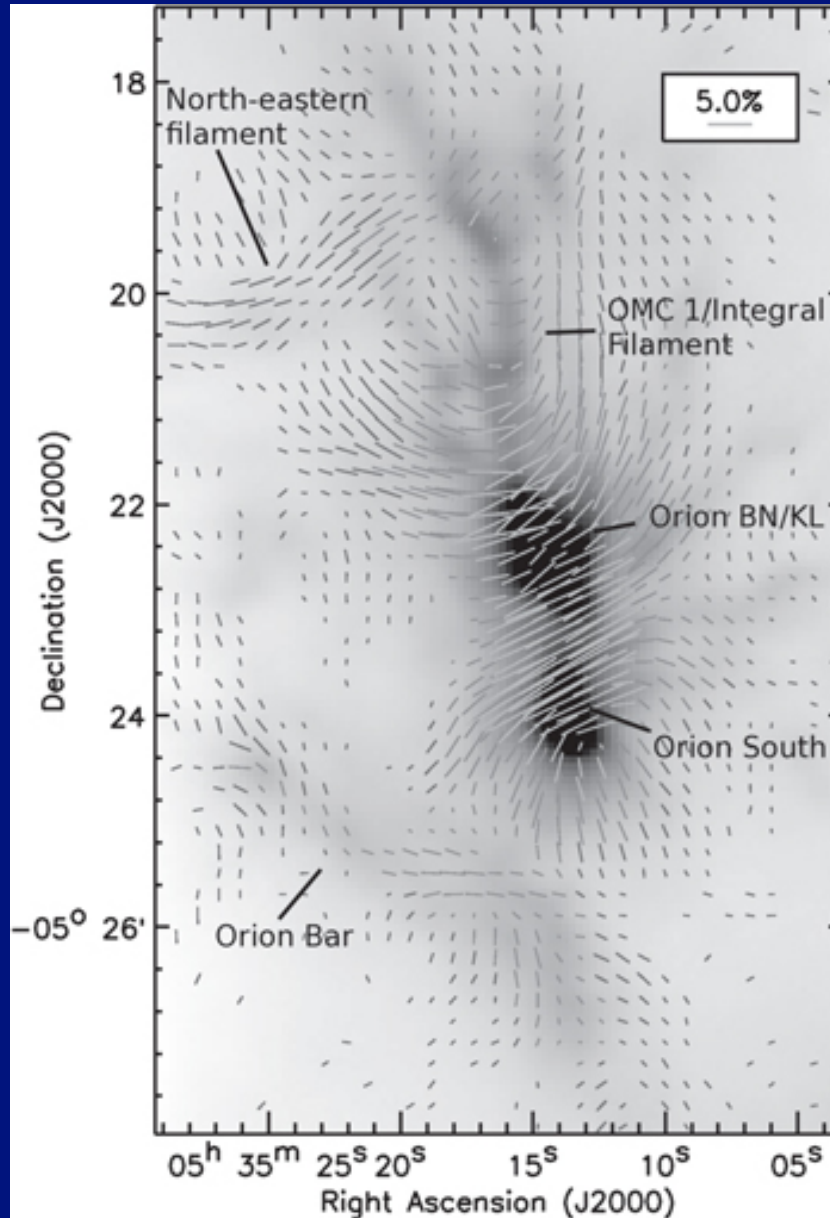 18
North-eastern
filament
5.0%
20
OMC 1/Integral
Filament
22
Orion BN/KL
24
Orion South
-05° 26'
Orion Bar
Declination (J2000)
05h 35m 25s 20s 15s 10s 05s
Right Ascension (J2000)